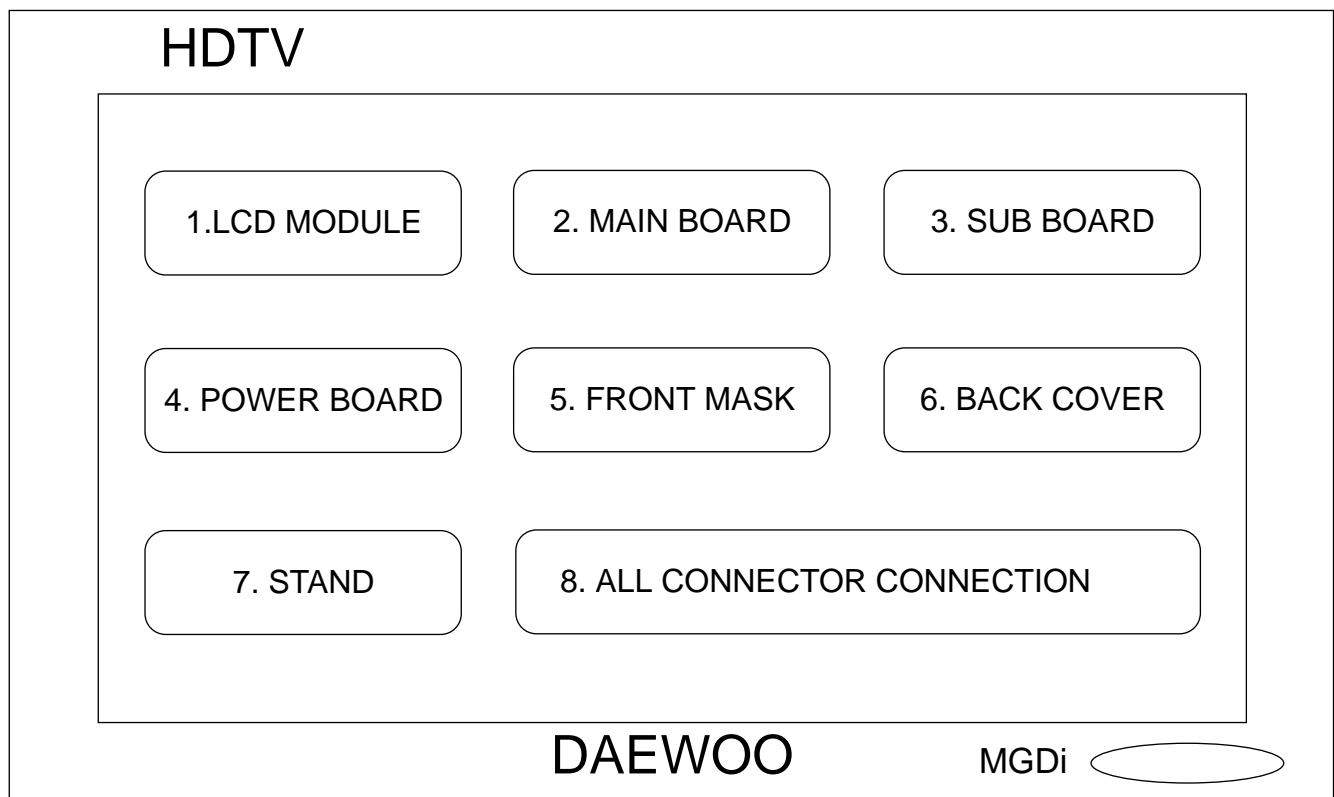 HDTV
1.LCD MODULE
2. MAIN BOARD
3. SUB BOARD
4. POWER BOARD
5. FRONT MASK
6. BACK COVER
7. STAND
8. ALL CONNECTOR CONNECTION
DAEWOO
MGDi